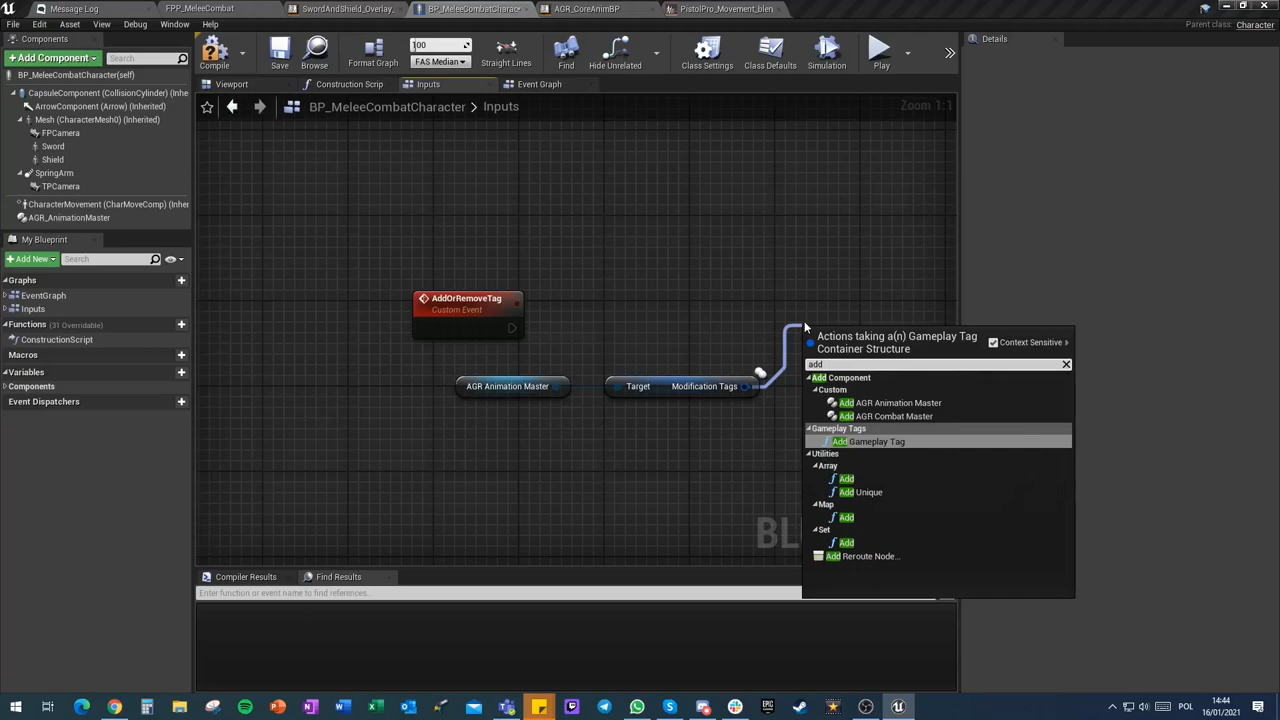 Message Log
FPP_MeleeCombat
SwordAndShield_Overlay
BP_MeleeCombatCharac
AGR_CoreAnimBP
PistolPro_Movement_blen
File
Edit
Asset
View
Debug
Window
Help
Parent class: Character
Components
+ Add Component
Search
BP_MeleeCombatCharacter(self)
CapsuleComponent (CollisionCylinder) (Inhe
ArrowComponent (Arrow) (Inherited)
Mesh (CharacterMesh0) (Inherited)
FPCamera
Sword
Shield
SpringArm
TPCamera
CharacterMovement (CharMoveComp) (Inher
AGR_AnimationMaster
My Blueprint
+ Add New
Search
Graphs
EventGraph
Inputs
Functions (31 Overridable)
ConstructionScript
Macros
Variables
Components
Event Dispatchers
Compile
Save
Browse
Format Graph
100
FAS Median
Straight Lines
Find
Hide Unrelated
Class Settings
Class Defaults
Simulation
Play
Details
Viewport
Construction Scrip
Inputs
Event Graph
BP_MeleeCombatCharacter > Inputs
Zoom 1:1
AddOrRemoveTag
Custom Event
AGR Animation Master
Target
Modification Tags
BL
Actions taking a(n) Gameplay Tag
Container Structure
Context Sensitive
add
Add Component
Custom
Add AGR Animation Master
Add AGR Combat Master
Gameplay Tags
Add Gameplay Tag
Utilities
Array
Add
Add Unique
Map
Add
Set
Add
Add Reroute Node...
Compiler Results
Find Results
Enter function or event name to find references...
POL
14:44
16/01/2021